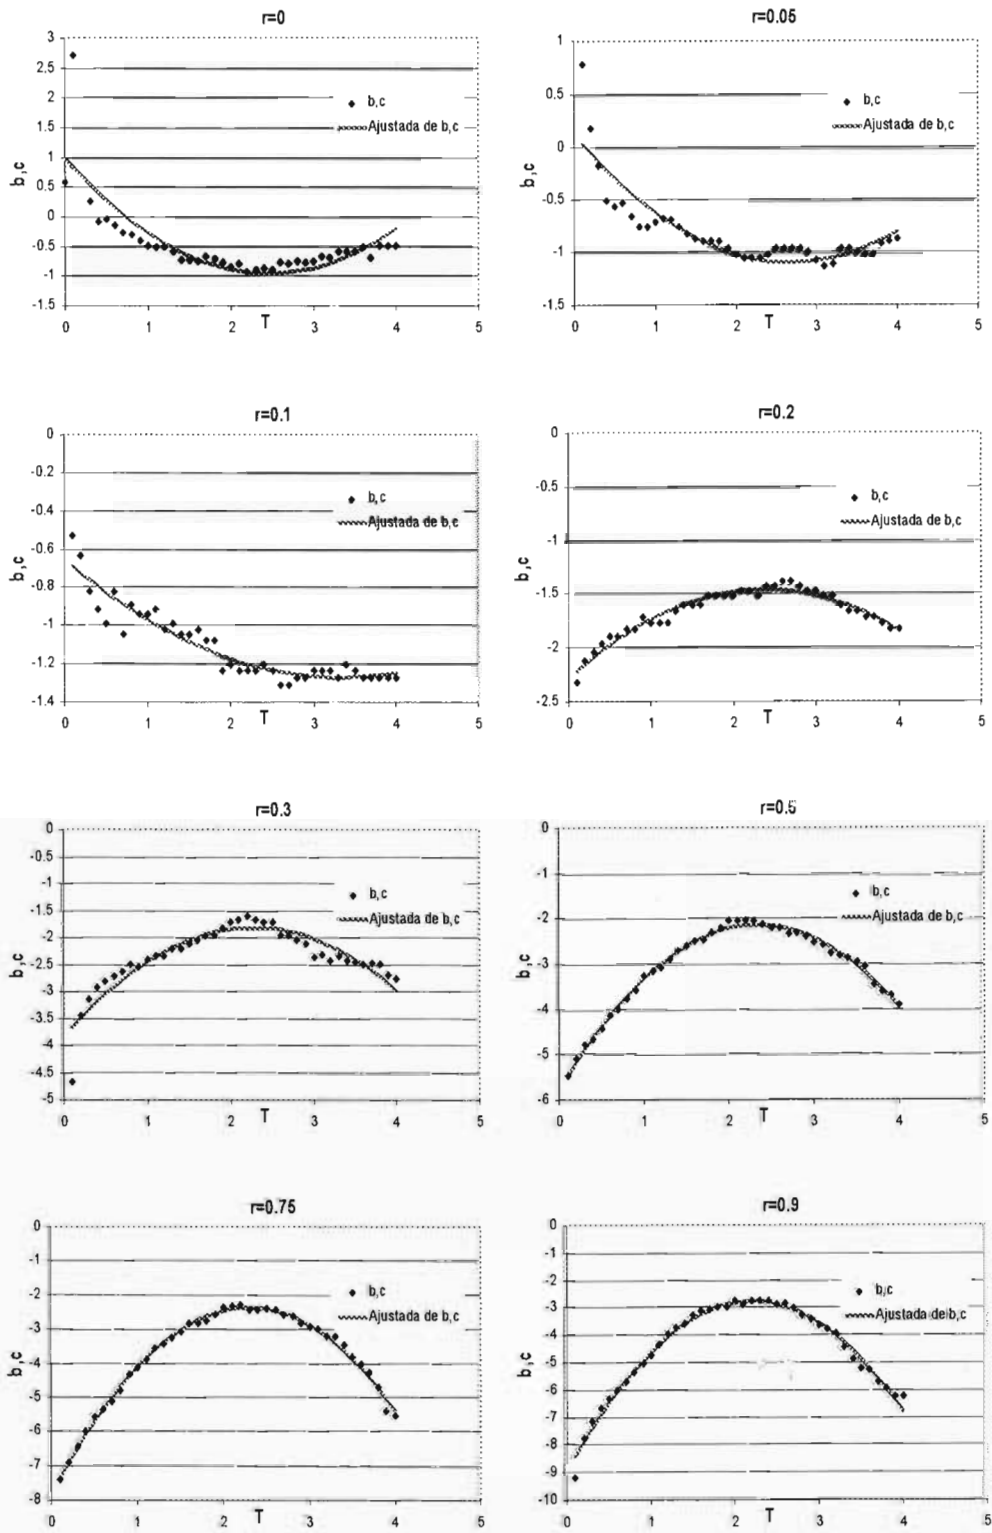 r=0
3
2.5
2
1.5
1
0.5
0
-0.5
-1
-1.5
b,c
b,c
Ajustada de b,c
0 1 2 3 4 5
T
r=0.05
1
0.5
0
-0.5
-1
-1.5
b,c
b,c
Ajustada de b,c
0 1 2 3 4 5
T
r=0.1
0
-0.2
-0.4
-0.6
-0.8
-1
-1.2
-1.4
b,c
b,c
Ajustada de b,c
0 1 2 3 4 5
T
r=0.2
0
-0.5
-1
-1.5
-2
-2.5
b,c
b,c
Ajustada de b,c
0 1 2 3 4 5
T
r=0.3
0
-0.5
-1
-1.5
-2
-2.5
-3
-3.5
-4
-4.5
-5
b,c
b,c
Ajustada de b,c
0 1 2 3 4 5
T
r=0.5
0
-1
-2
-3
-4
-5
-6
b,c
b,c
Ajustada de b,c
0 1 2 3 4 5
T
r=0.75
0
-1
-2
-3
-4
-5
-6
-7
-8
b,c
b,c
Ajustada de b,c
0 1 2 3 4 5
T
r=0.9
0
-1
-2
-3
-4
-5
-6
-7
-8
-9
-10
b,c
b,c
Ajustada de b,c
0 1 2 3 4 5
T